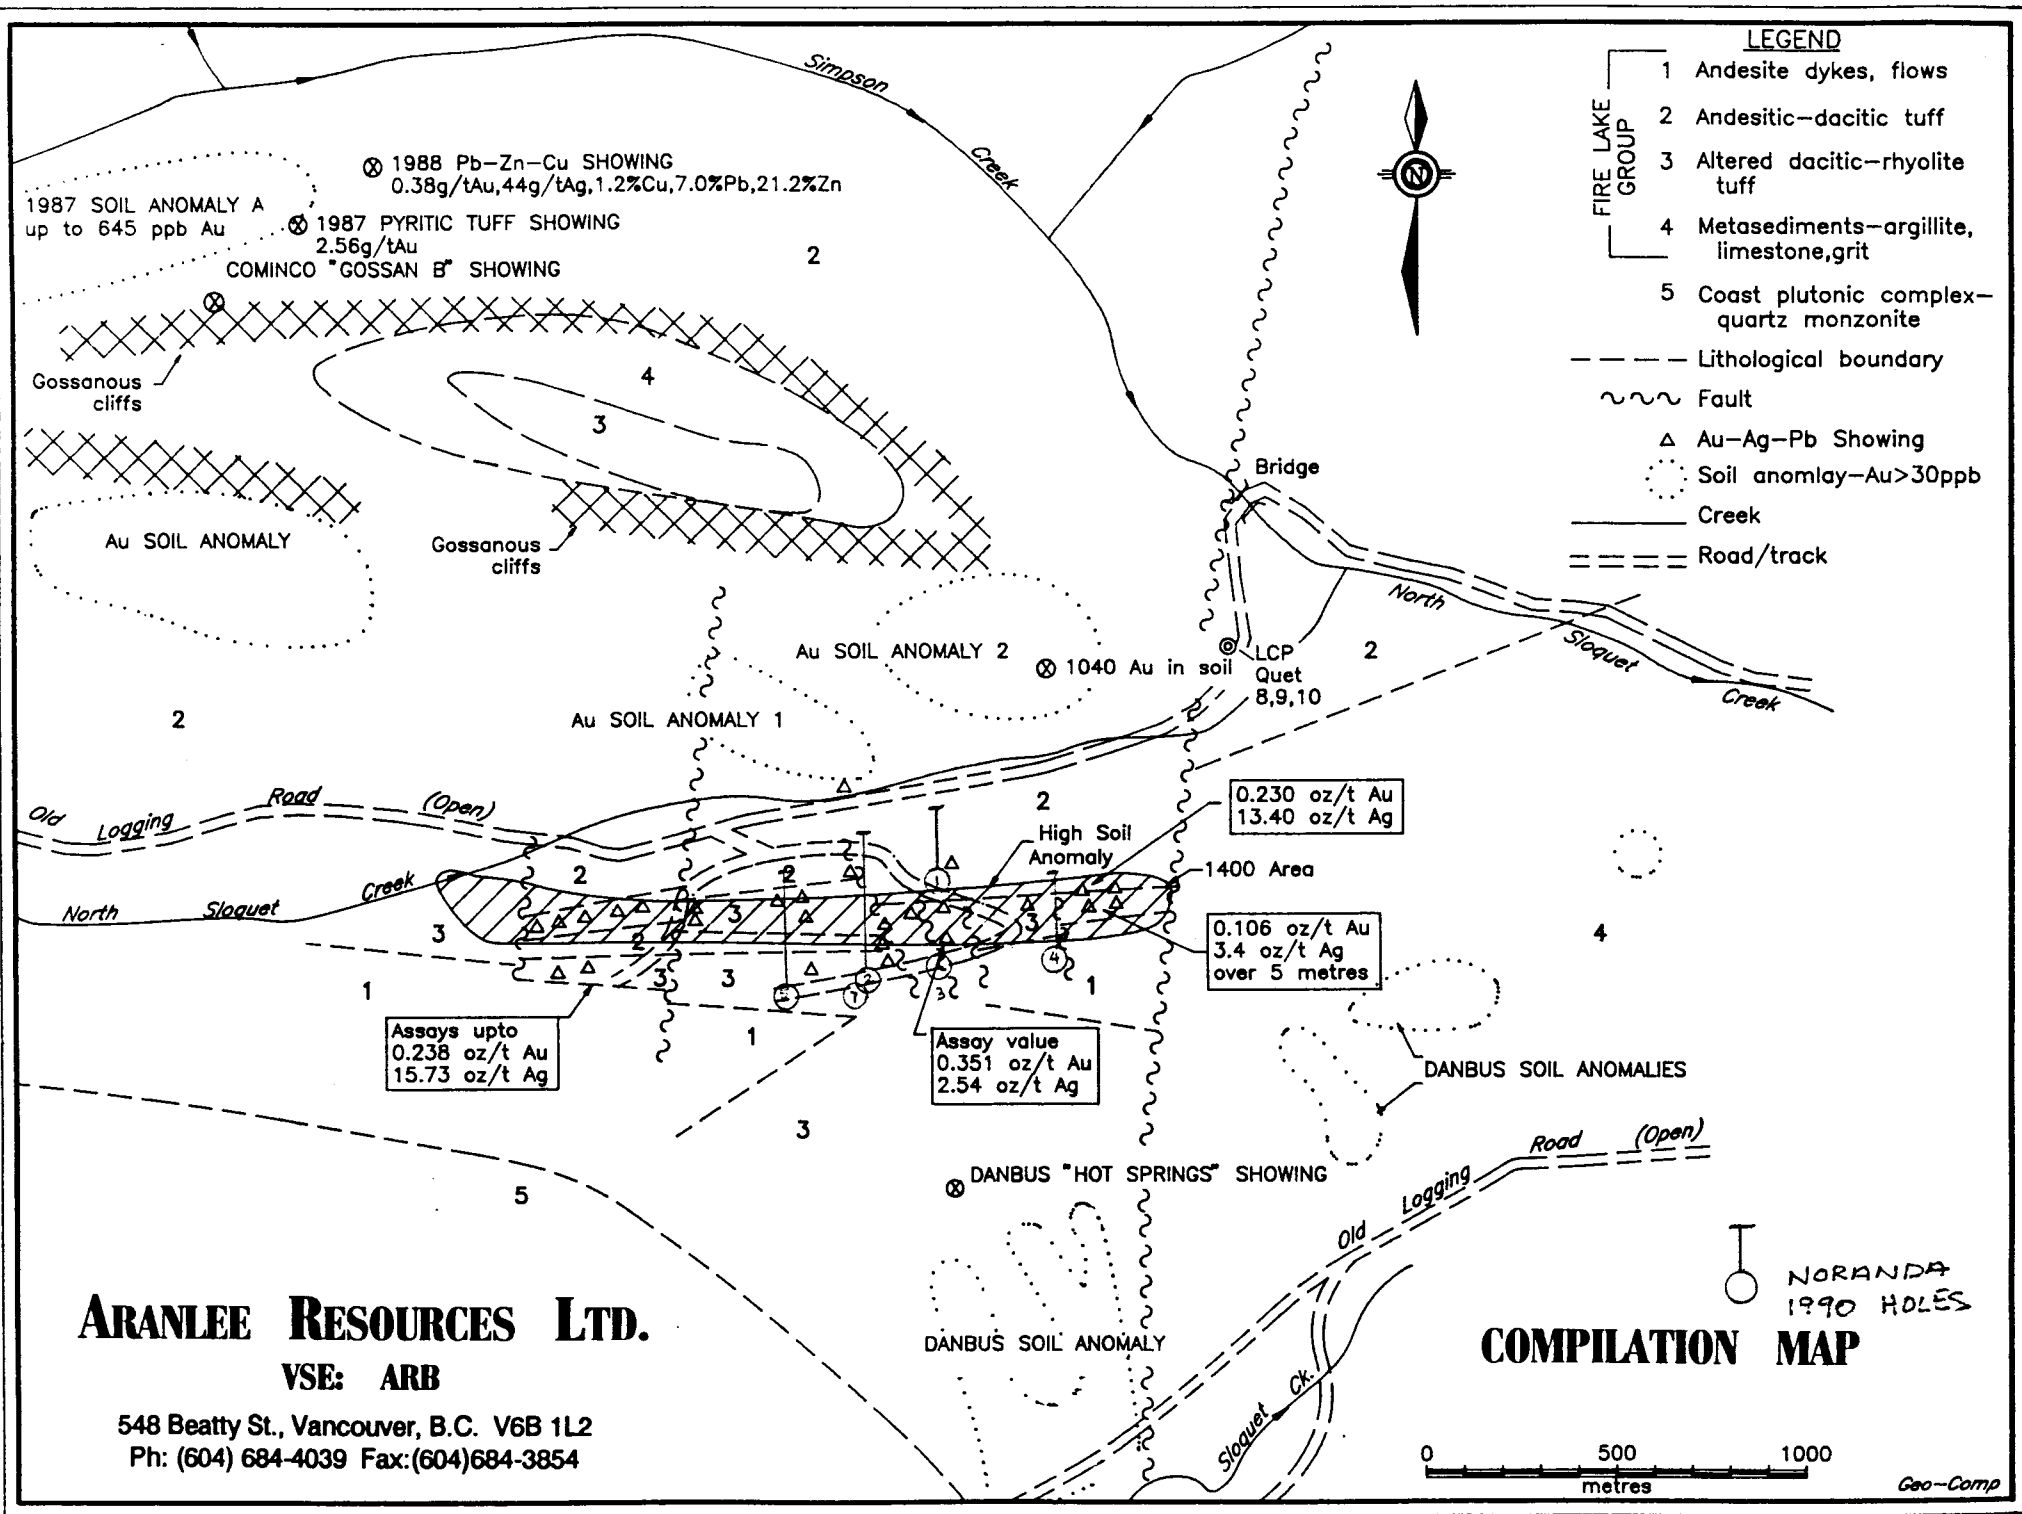 LEGEND
FIRE LAKE GROUP
1 Andesite dykes, flows
2 Andesitic-dacitic tuff
3 Altered dacitic-rhyolite
tuff
4 Metasediments-argillite,
limestone,grit
5 Coast plutonic complex-
quartz monzonite
Lithological boundary
Fault
Au-Ag-Pb Showing
Soil anomlay-Au>30ppb
Creek
Road/track
N
Simpson
Creek
1988 Pb-Zn-Cu SHOWING
0.38g/tAu,44g/tAg,1.2%Cu,7.0%Pb,21.2%Zn
1987 SOIL ANOMALY A
up to 645 ppb Au
1987 PYRITIC TUFF SHOWING
2.56g/tAu
COMINCO "GOSSAN B" SHOWING
2
Gossanous
cliffs
4
3
Bridge
Au SOIL ANOMALY
Gossanous
cliffs
North
Sloquet
Creek
Au SOIL ANOMALY 2
1040 Au in soil
LCP
Quet
8,9,10
2
2
Au SOIL ANOMALY 1
Old Logging Road (Open)
2
0.230 oz/t Au
13.40 oz/t Ag
High Soil
Anomaly
1400 Area
North Sloquet Creek
2
2
1
3
3
3
2
3
3
0.106 oz/t Au
3.4 oz/t Ag
over 5 metres
4
4
1
1
5
7
2
3
1
Assays upto
0.238 oz/t Au
15.73 oz/t Ag
Assay value
0.351 oz/t Au
2.54 oz/t Ag
DANBUS SOIL ANOMALIES
3
5
DANBUS "HOT SPRINGS" SHOWING
Old Logging Road (Open)
DANBUS SOIL ANOMALY
Sloquet Ck.
NORANDA
1990 HOLES
ARANLEE RESOURCES LTD.
VSE: ARB
548 Beatty St., Vancouver, B.C. V6B 1L2
Ph: (604) 684-4039 Fax:(604)684-3854
COMPILATION MAP
0 500 1000
metres
Geo-Comp